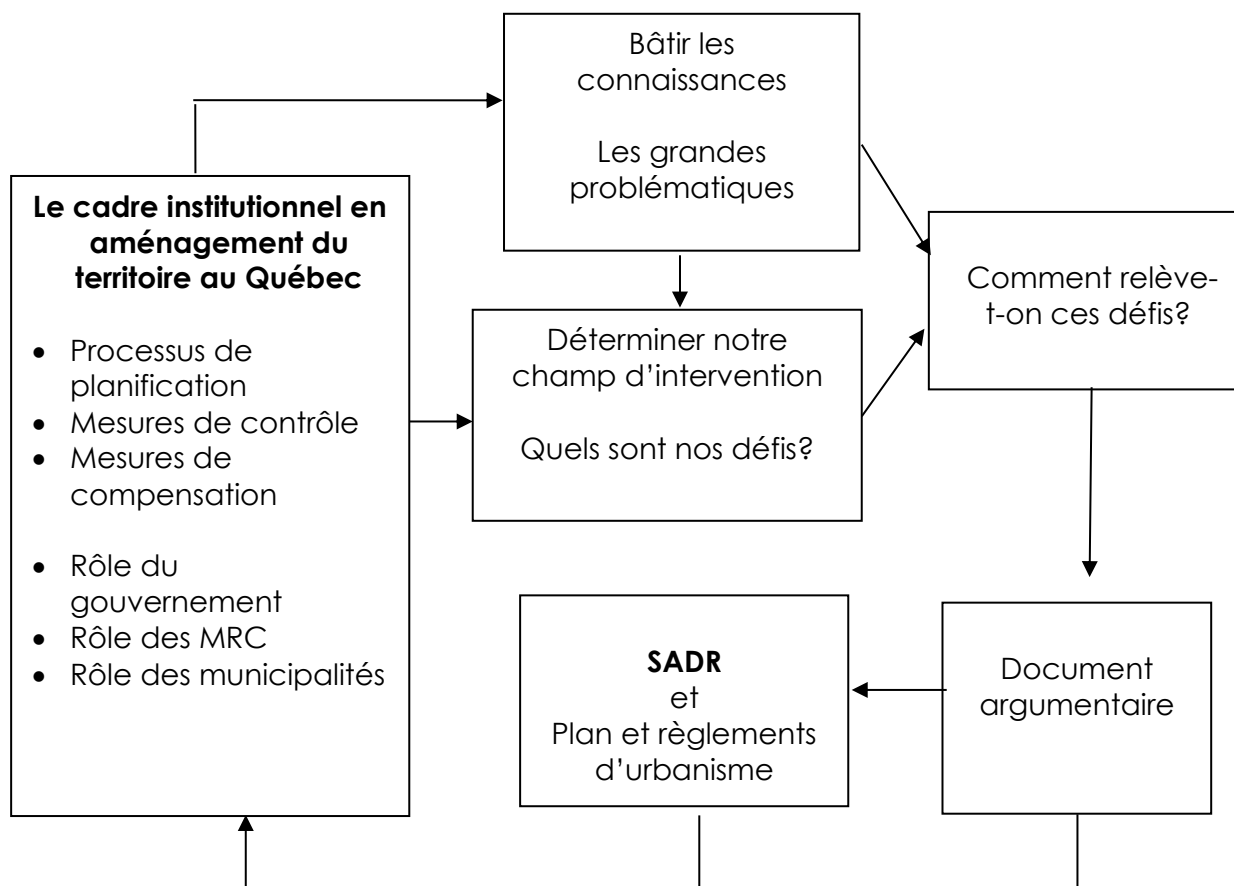 Bâtir les
connaissances
Les grandes
problématiques
Le cadre institutionnel en
aménagement du
territoire au Québec
• Processus de
planification
• Mesures de contrôle
• Mesures de
compensation
• Rôle du
gouvernement
• Rôle des MRC
• Rôle des municipalités
Déterminer notre
champ d’intervention
Quels sont nos défis?
Comment relève-
t-on ces défis?
SADR
et
Plan et règlements
d’urbanisme
Document
argumentaire